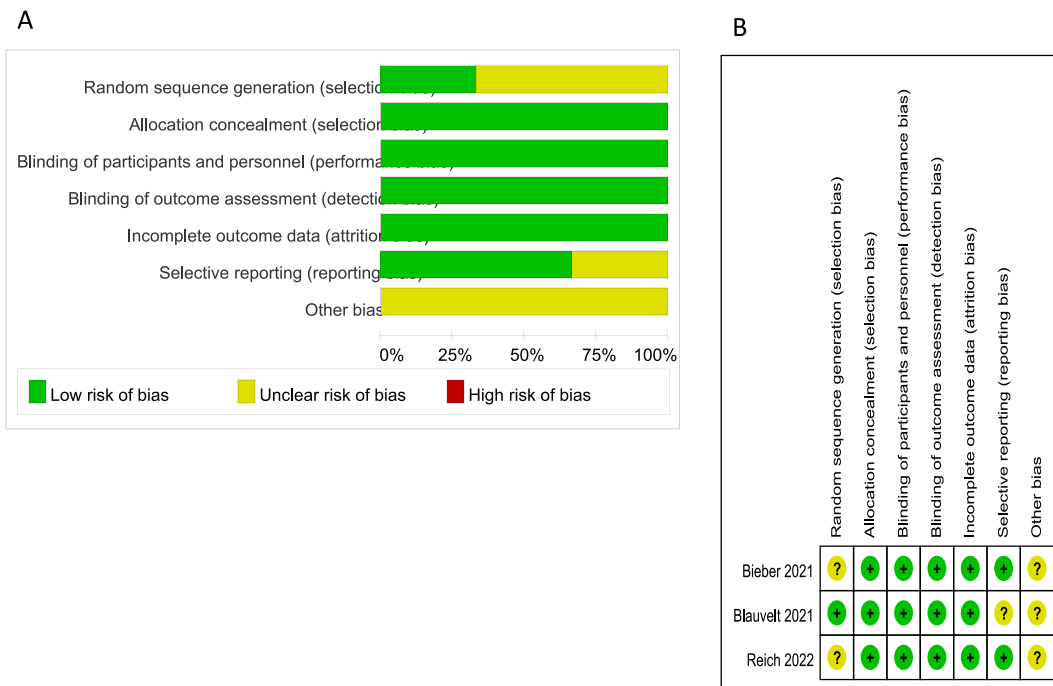 A
Random sequence generation (selection bias)
Allocation concealment (selection bias)
Blinding of participants and personnel (performance bias)
Blinding of outcome assessment (detection bias)
Incomplete outcome data (attrition bias)
Selective reporting (reporting bias)
Other bias
0% 25% 50% 75% 100%
Low risk of bias Unclear risk of bias High risk of bias
B
Random sequence generation (selection bias)
Allocation concealment (selection bias)
Blinding of participants and personnel (performance bias)
Blinding of outcome assessment (detection bias)
Incomplete outcome data (attrition bias)
Selective reporting (reporting bias)
Other bias
Bieber 2021 ? + + + + + ?
Blauvelt 2021 + + + + + ? ?
Reich 2022 ? + + + + + ?